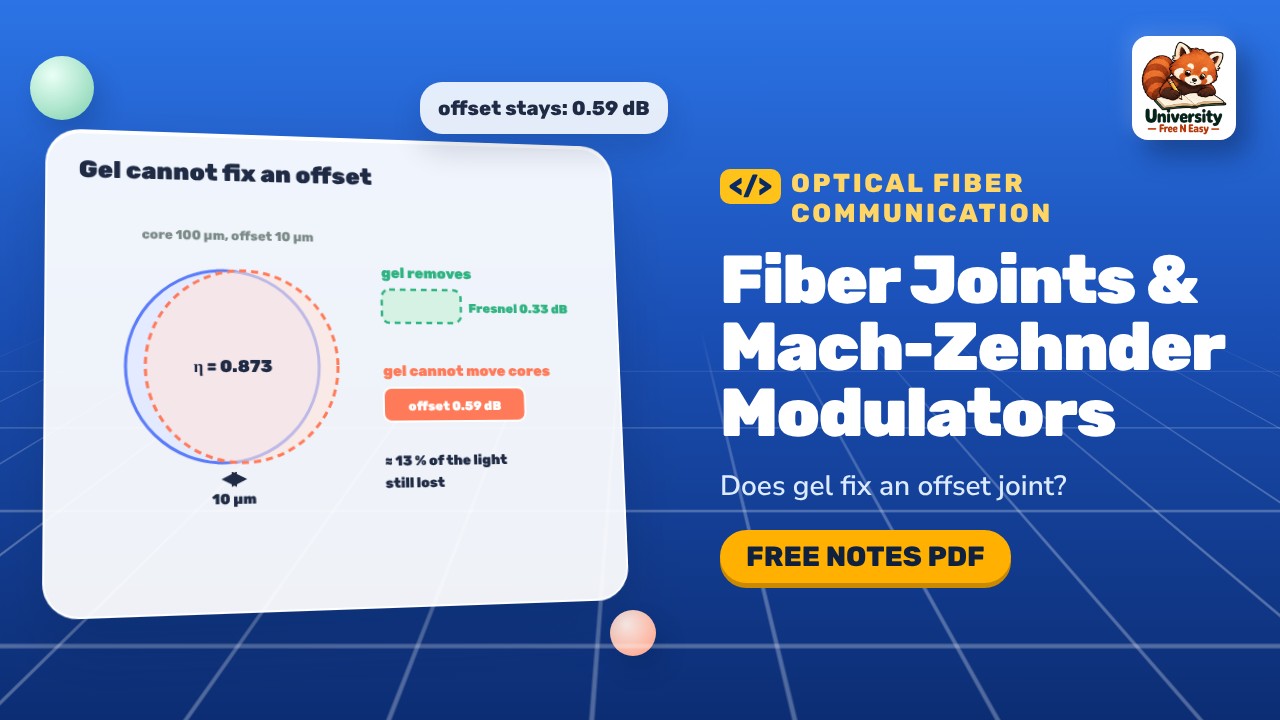 offset stays: 0.59 dB
Gel cannot fix an offset
core 100 µm, offset 10 µm
η = 0.873
10 µm
gel removes
Fresnel 0.33 dB
gel cannot move cores
offset 0.59 dB
≈ 13 % of the light
still lost
University
Free N Easy
</> OPTICAL FIBER
COMMUNICATION
Fiber Joints &
Mach-Zehnder
Modulators
Does gel fix an offset joint?
FREE NOTES PDF